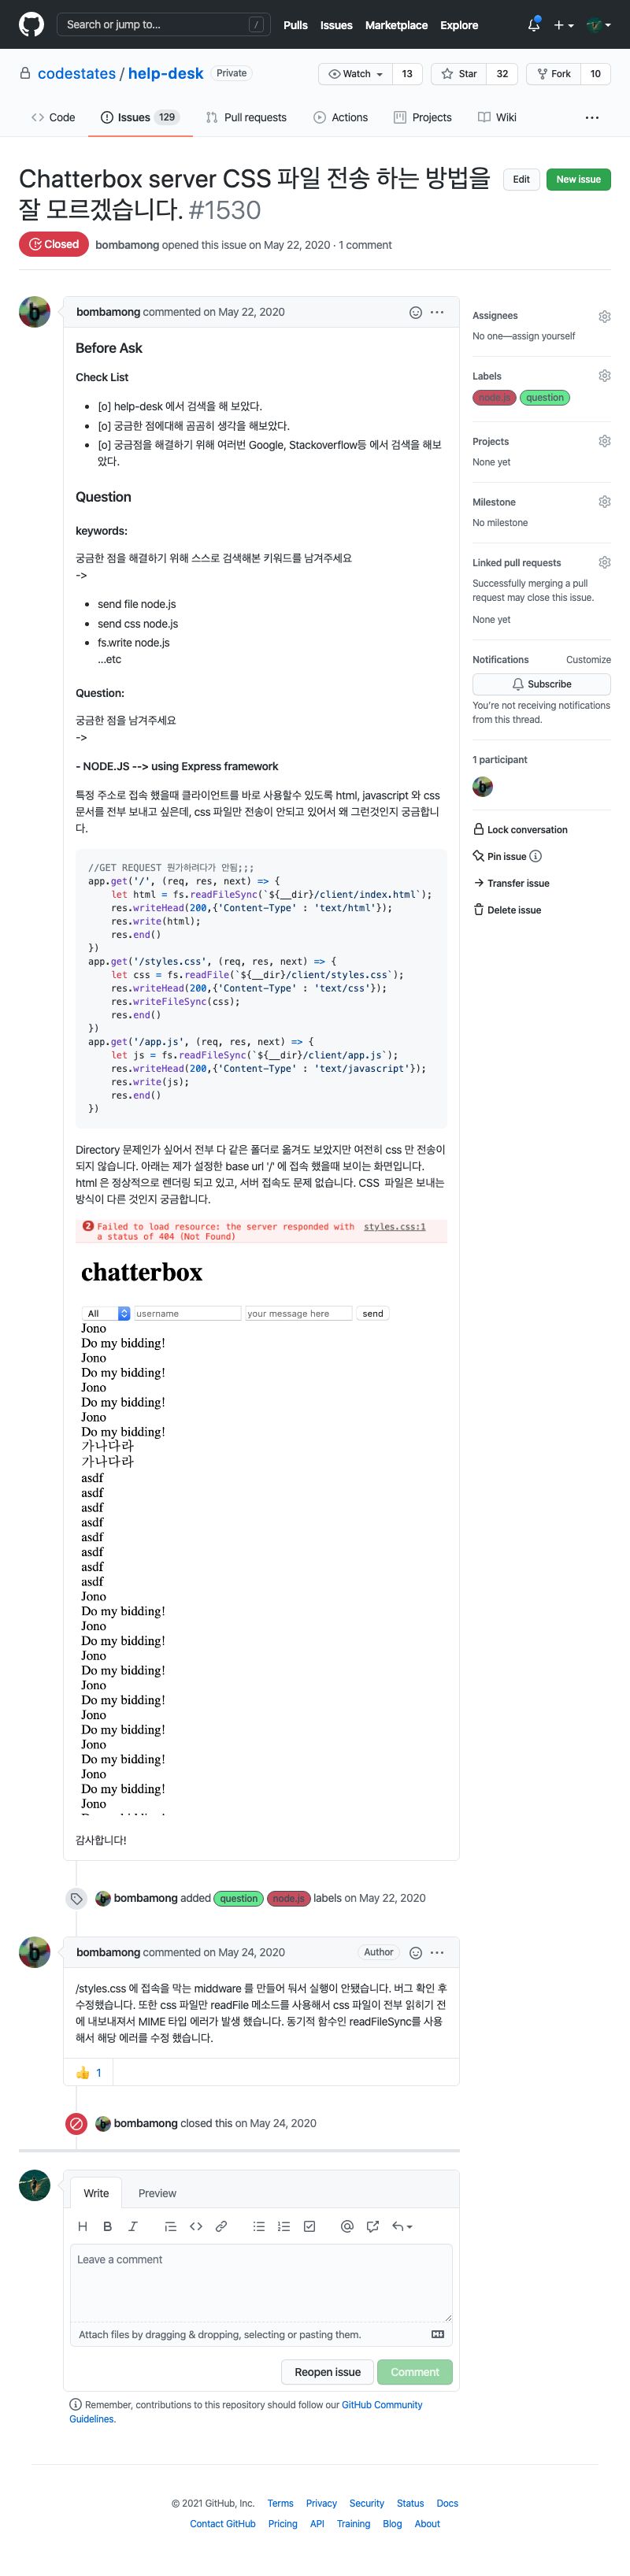 Search or jump to...
/
Pulls Issues Marketplace Explore
codestates / help-desk Private
Watch 13 Star 32 Fork 10
Code Issues 129 Pull requests Actions Projects Wiki ...
Chatterbox server CSS 파일 전송 하는 방법을
잘 모르겠습니다. #1530
Edit New issue
Closed bombamong opened this issue on May 22, 2020 · 1 comment
bombamong commented on May 22, 2020
Before Ask
Check List
• [o] help-desk 에서 검색을 해 보았다.
• [o] 궁금한 점에대해 곰곰히 생각을 해보았다.
• [o] 궁금점을 해결하기 위해 여러번 Google, Stackoverflow등 에서 검색을 해보
았다.
Question
keywords:
궁금한 점을 해결하기 위해 스스로 검색해본 키워드를 남겨주세요
->
• send file node.js
• send css node.js
• fs.write node.js
...etc
Question:
궁금한 점을 남겨주세요
->
- NODE.JS --> using Express framework
특정 주소로 접속 했을때 클라이언트를 바로 사용할수 있도록 html, javascript 와 css
문서를 전부 보내고 싶은데, css 파일만 전송이 안되고 있어서 왜 그런것인지 궁금합니
다.
//GET REQUEST 뭔가하려다가 안됨;;;
app.get('/', (req, res, next) => {
let html = fs.readFileSync(`${__dir}/client/index.html`);
res.writeHead(200,{'Content-Type' : 'text/html'});
res.write(html);
res.end()
})
app.get('/styles.css', (req, res, next) => {
let css = fs.readFile(`${__dir}/client/styles.css`);
res.writeHead(200,{'Content-Type' : 'text/css'});
res.writeFileSync(css);
res.end()
})
app.get('/app.js', (req, res, next) => {
let js = fs.readFileSync(`${__dir}/client/app.js`);
res.writeHead(200,{'Content-Type' : 'text/javascript'});
res.write(js);
res.end()
})
Directory 문제인가 싶어서 전부 다 같은 폴더로 옮겨도 보았지만 여전히 css 만 전송이
되지 않습니다. 아래는 제가 설정한 base url '/' 에 접속 했을때 보이는 화면입니다.
html 은 정상적으로 렌더링 되고 있고, 서버 접속도 문제 없습니다. CSS 파일은 보내는
방식이 다른 것인지 궁금합니다.
2 Failed to load resource: the server responded with styles.css:1
a status of 404 (Not Found)
chatterbox
All username your message here send
Jono
Do my bidding!
Jono
Do my bidding!
Jono
Do my bidding!
Jono
Do my bidding!
가나다라
가나다라
asdf
asdf
asdf
asdf
asdf
asdf
asdf
asdf
Jono
Do my bidding!
Jono
Do my bidding!
Jono
Do my bidding!
Jono
Do my bidding!
Jono
Do my bidding!
Jono
Do my bidding!
Jono
Do my bidding!
Jono
Do my bidding!
감사합니다!
bombamong added question node.js labels on May 22, 2020
bombamong commented on May 24, 2020 Author
/styles.css 에 접속을 막는 middware 를 만들어 둬서 실행이 안됐습니다. 버그 확인 후
수정했습니다. 또한 css 파일만 readFile 메소드를 사용해서 css 파일이 전부 읽히기 전
에 내보내져서 MIME 타입 에러가 발생 했습니다. 동기적 함수인 readFileSync를 사용
해서 해당 에러를 수정 했습니다.
👍 1
bombamong closed this on May 24, 2020
Write Preview
Leave a comment
Attach files by dragging & dropping, selecting or pasting them.
Reopen issue Comment
Remember, contributions to this repository should follow our GitHub Community
Guidelines.
Assignees
No one—assign yourself
Labels
node.js question
Projects
None yet
Milestone
No milestone
Linked pull requests
Successfully merging a pull
request may close this issue.
None yet
Notifications Customize
Subscribe
You're not receiving notifications
from this thread.
1 participant
Lock conversation
Pin issue
Transfer issue
Delete issue
© 2021 GitHub, Inc. Terms Privacy Security Status Docs
Contact GitHub Pricing API Training Blog About